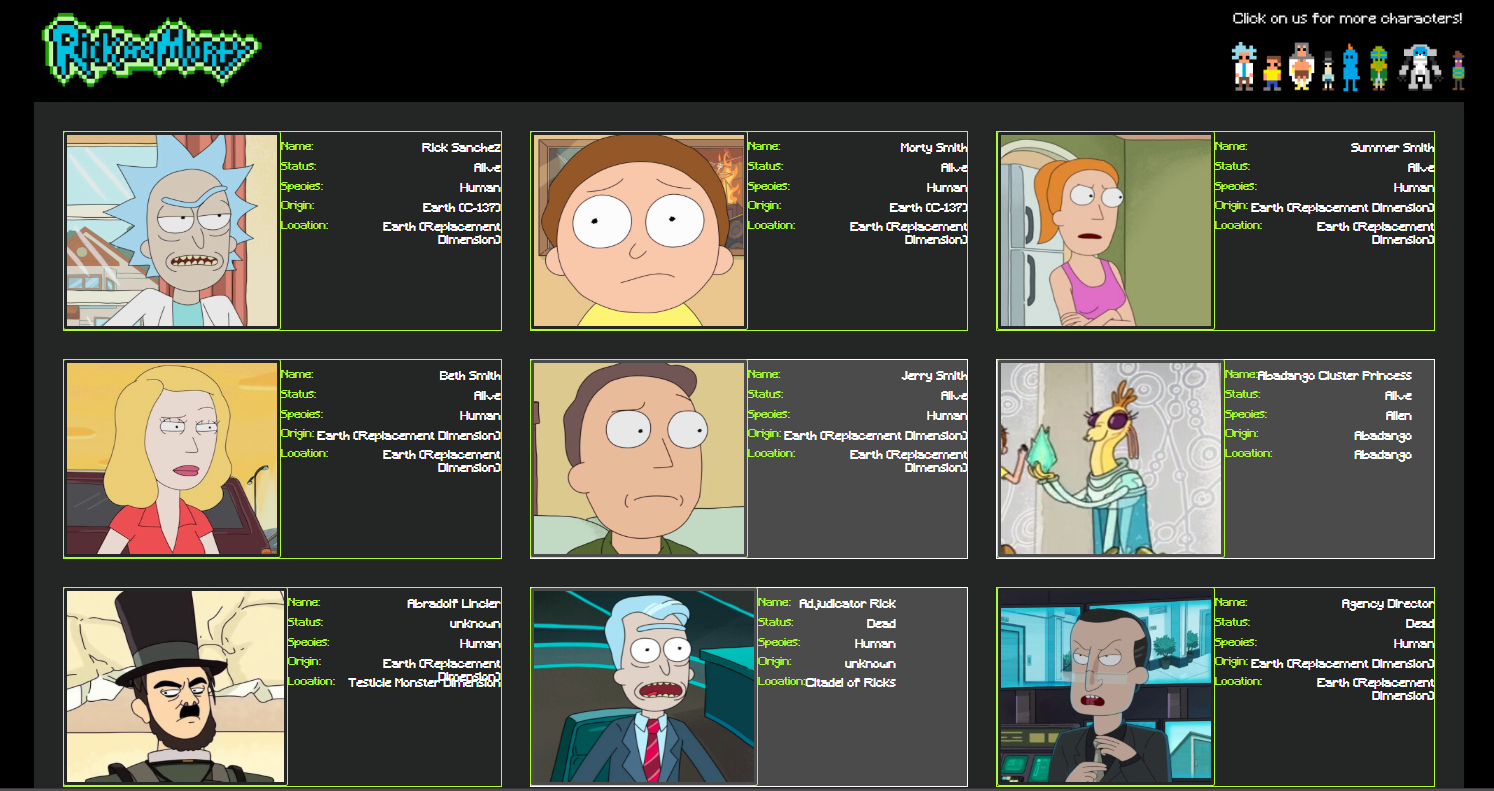 Rick and Morty
Click on us for more characters!
Name: Rick Sanchez
Status: Alive
Species: Human
Origin: Earth (C-137)
Location: Earth (Replacement
Dimension)
Name: Morty Smith
Status: Alive
Species: Human
Origin: Earth (C-137)
Location: Earth (Replacement
Dimension)
Name: Summer Smith
Status: Alive
Species: Human
Origin: Earth (Replacement Dimension)
Location: Earth (Replacement
Dimension)
Name: Beth Smith
Status: Alive
Species: Human
Origin: Earth (Replacement Dimension)
Location: Earth (Replacement
Dimension)
Name: Jerry Smith
Status: Alive
Species: Human
Origin: Earth (Replacement Dimension)
Location: Earth (Replacement
Dimension)
Name: Abadango Cluster Princess
Status: Alive
Species: Alien
Origin: Abadango
Location: Abadango
Name: Abradolf Lincler
Status: unknown
Species: Human
Origin: Earth (Replacement
Dimension)
Location: Testicle Monster Dimension
Name: Adjudicator Rick
Status: Dead
Species: Human
Origin: unknown
Location: Citadel of Ricks
Name: Agency Director
Status: Dead
Species: Human
Origin: Earth (Replacement Dimension)
Location: Earth (Replacement
Dimension)